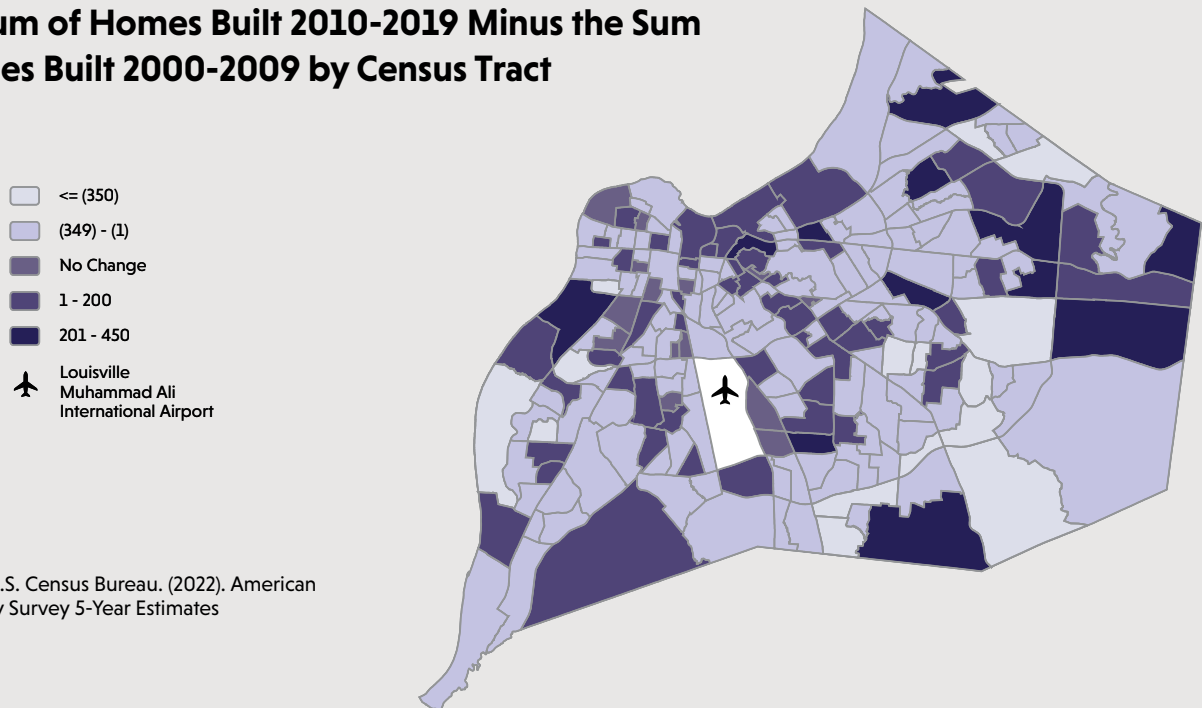 um of Homes Built 2010-2019 Minus the Sum
es Built 2000-2009 by Census Tract
<= (350)
(349) - (1)
No Change
1 - 200
201 - 450
Louisville
Muhammad Ali
International Airport
.S. Census Bureau. (2022). American
y Survey 5-Year Estimates